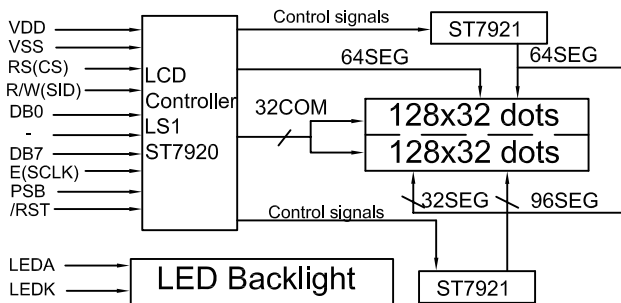 VDD
VSS
RS(CS)
R/W(SID)
DB0
-
DB7
E(SCLK)
PSB
/RST
LCD
Controller
LS1
ST7920
Control signals
ST7921
64SEG
64SEG
32COM
128x32 dots
128x32 dots
32SEG
96SEG
Control signals
ST7921
LEDA
LEDK
LED Backlight